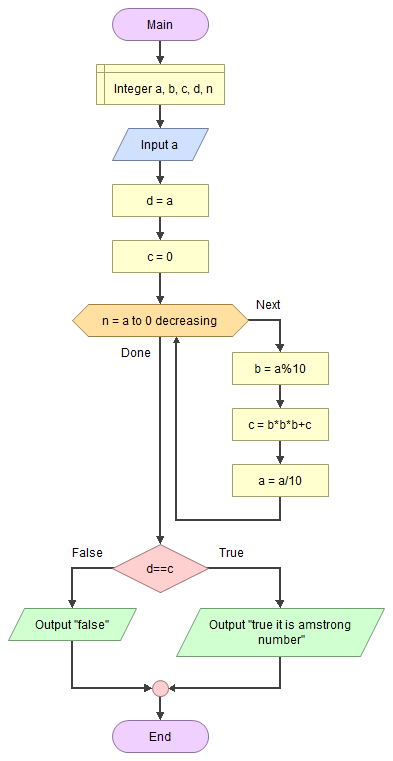 Main
Integer a, b, c, d, n
Input a
d = a
c = 0
n = a to 0 decreasing
Next
Done
b = a%10
c = b*b*b+c
a = a/10
d==c
False
True
Output "false"
Output "true it is amstrong
number"
End